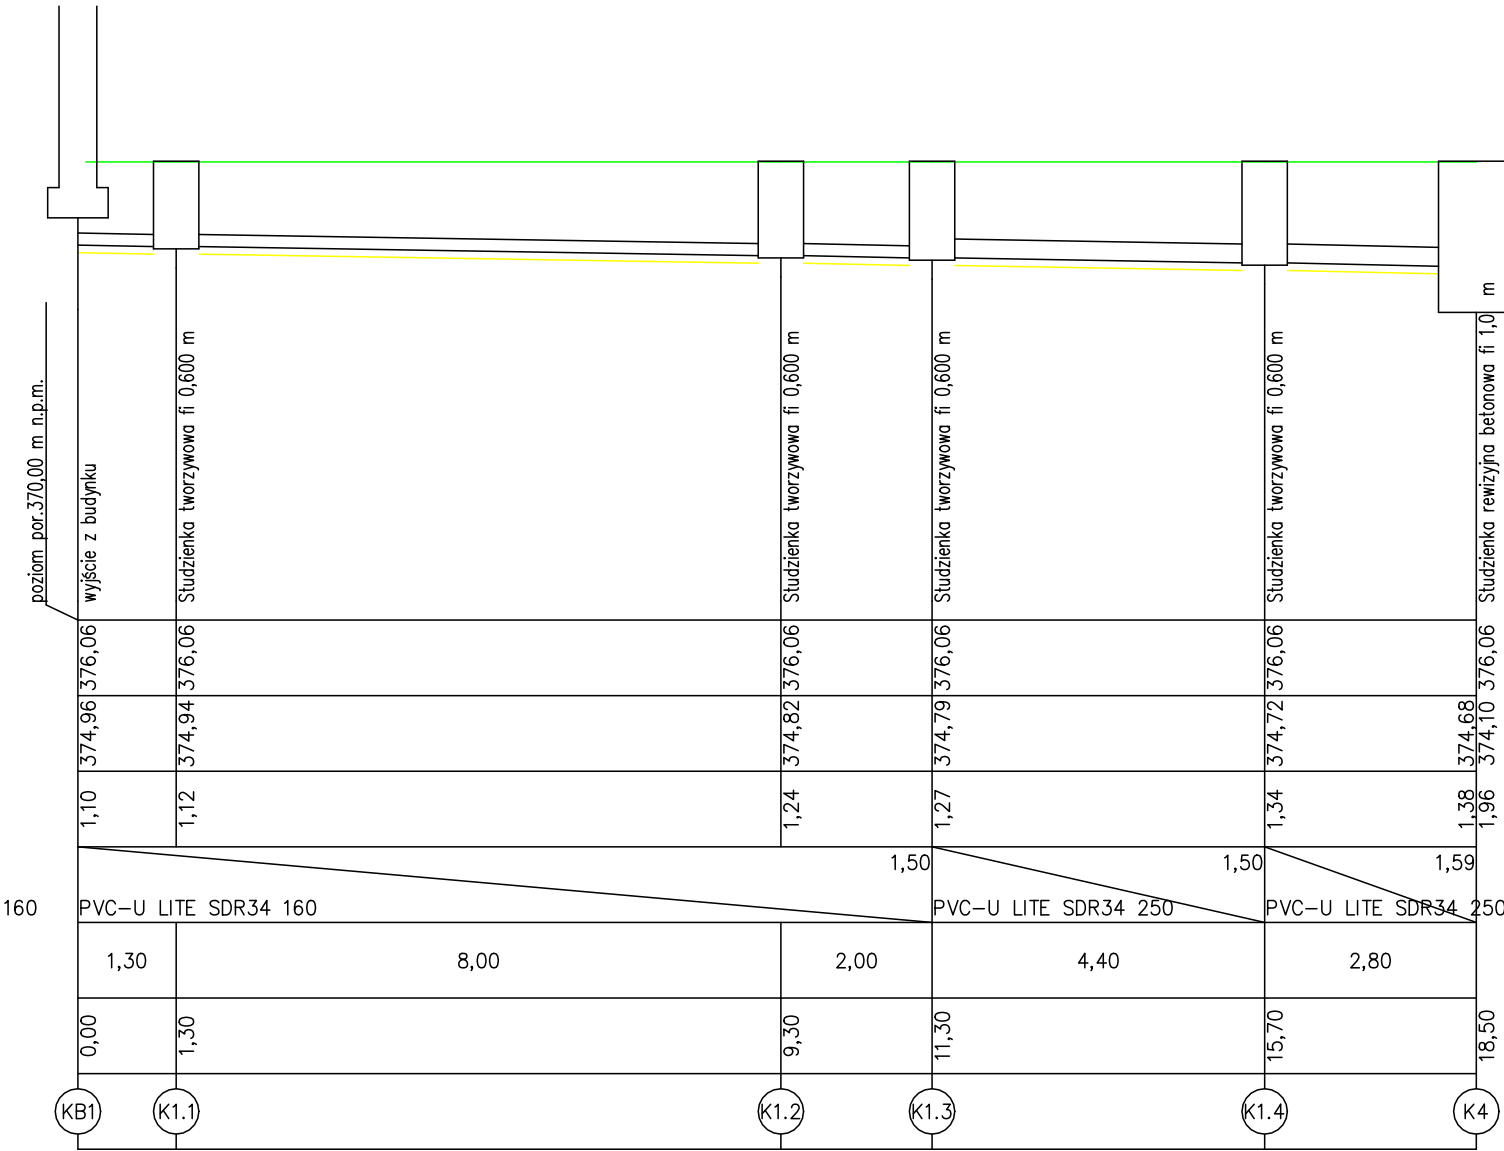 poziom por.370,00 m n.p.m.
wyjście z budynku
Studzienka tworzywowa fi 0,600 m
Studzienka tworzywowa fi 0,600 m
Studzienka tworzywowa fi 0,600 m
Studzienka tworzywowa fi 0,600 m
Studzienka rewizyjna betonowa fi 1,0 m
376,06 376,06 376,06 376,06 376,06 376,06
374,96 374,94 374,82 374,79 374,72 374,68 374,10
1,10 1,12 1,24 1,27 1,34 1,38 1,96
1,50 1,50 1,59
160 PVC-U LITE SDR34 160 PVC-U LITE SDR34 250 PVC-U LITE SDR34 250
1,30 8,00 2,00 4,40 2,80
0,00 1,30 9,30 11,30 15,70 18,50
KB1 K1.1 K1.2 K1.3 K1.4 K4